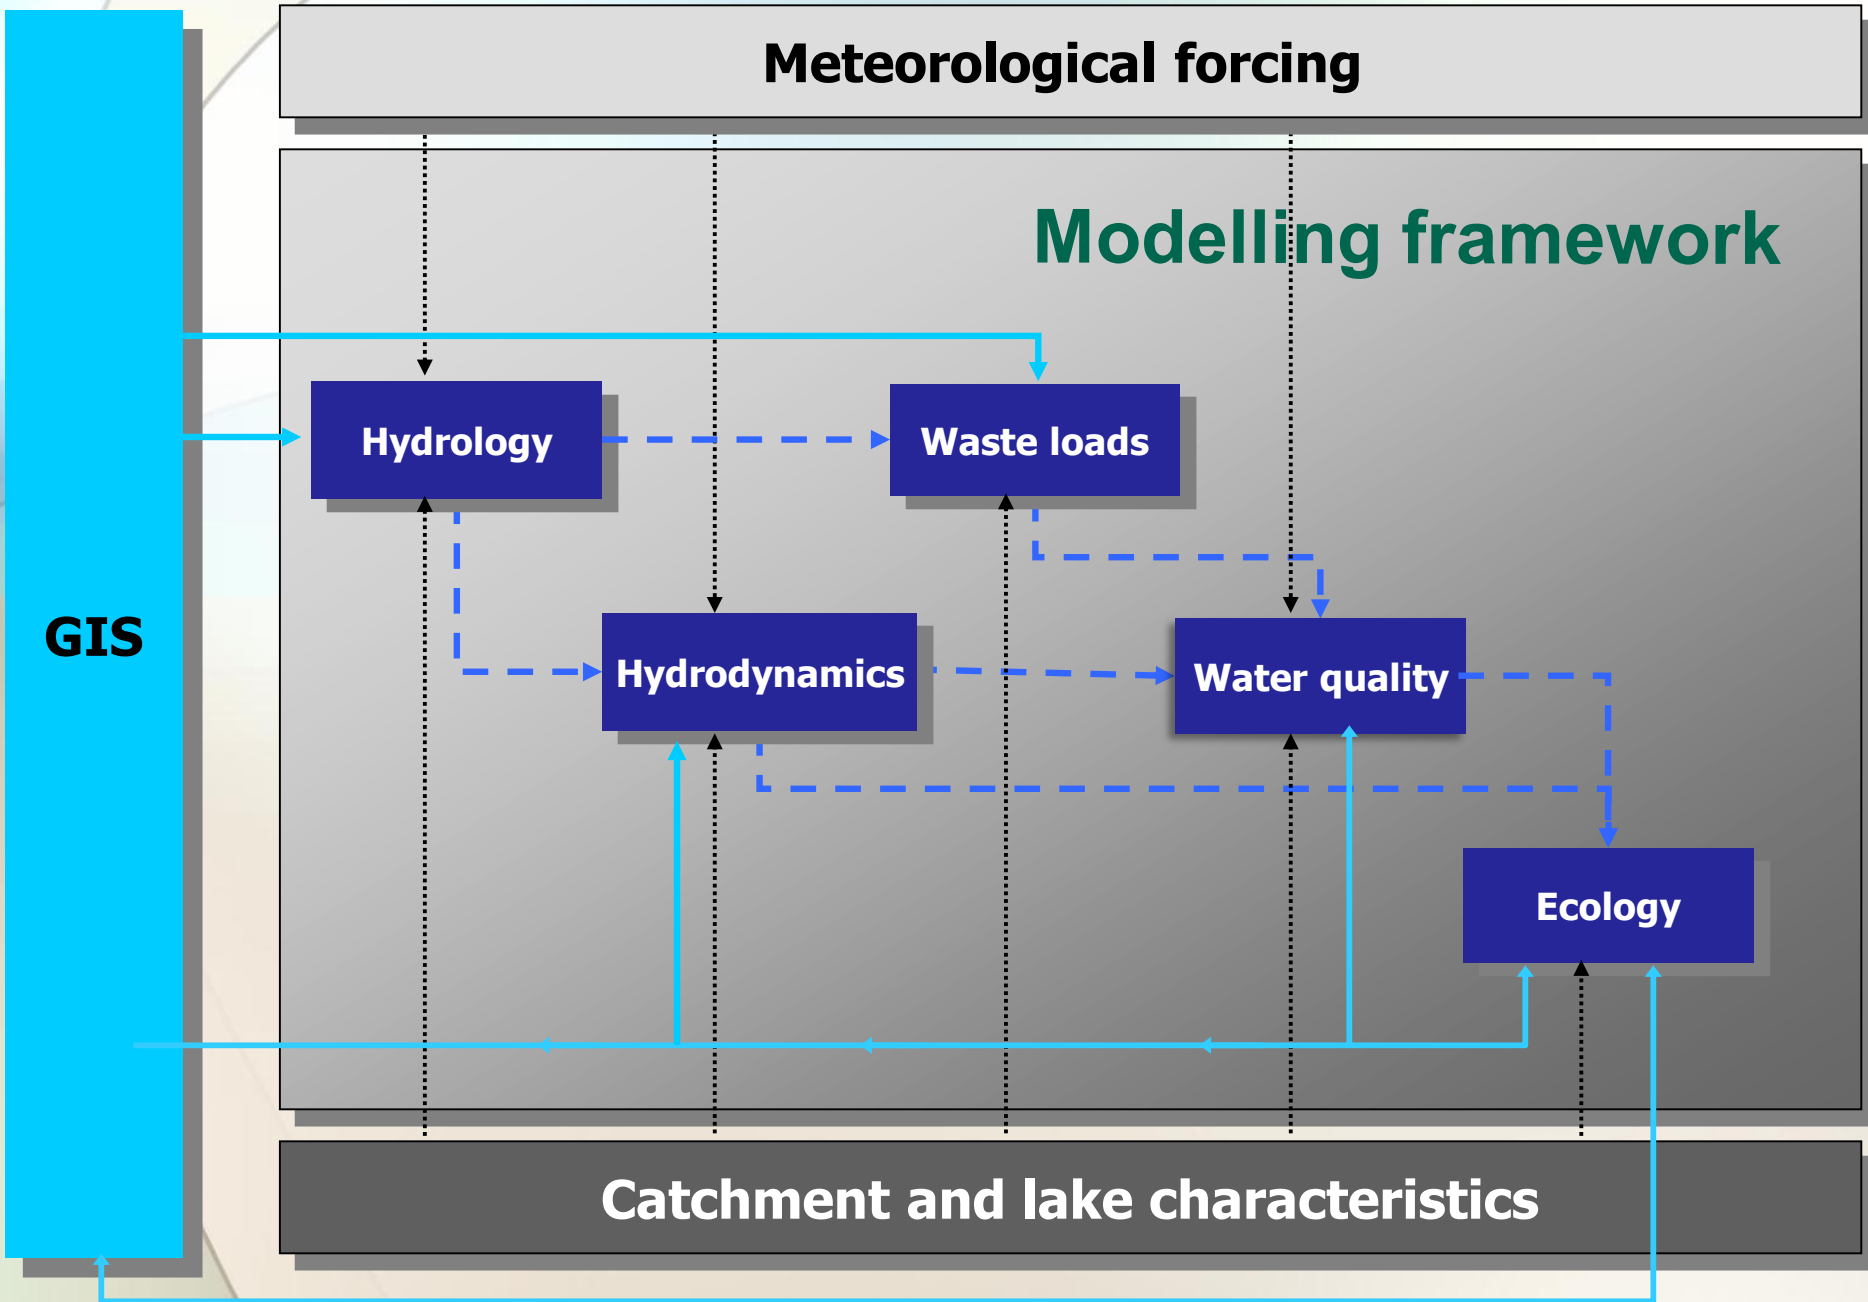 Meteorological forcing
Modelling framework
GIS
Hydrology
Waste loads
Hydrodynamics
Water quality
Ecology
Catchment and lake characteristics